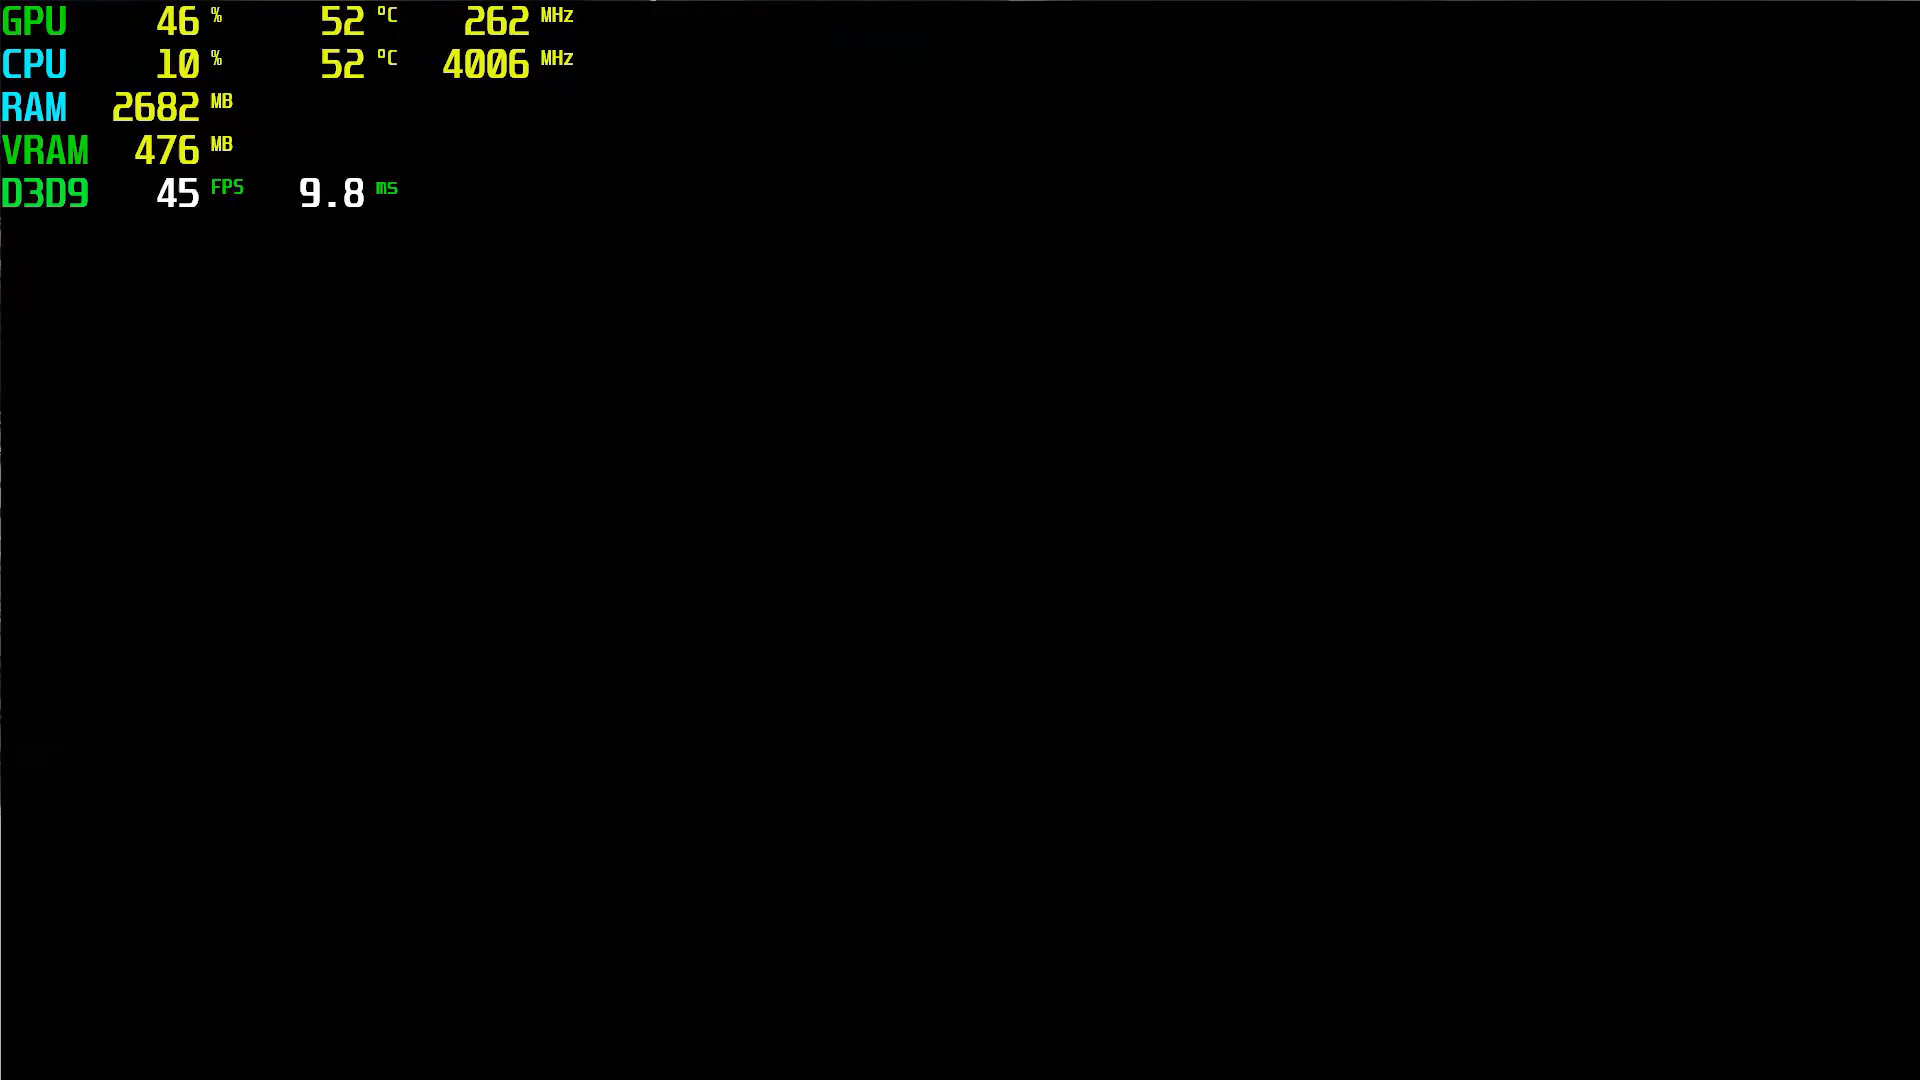 GPU 46 % 52 °C 262 MHz
CPU 10 % 52 °C 4006 MHz
RAM 2682 MB
VRAM 476 MB
D3D9 45 FPS 9.8 ms